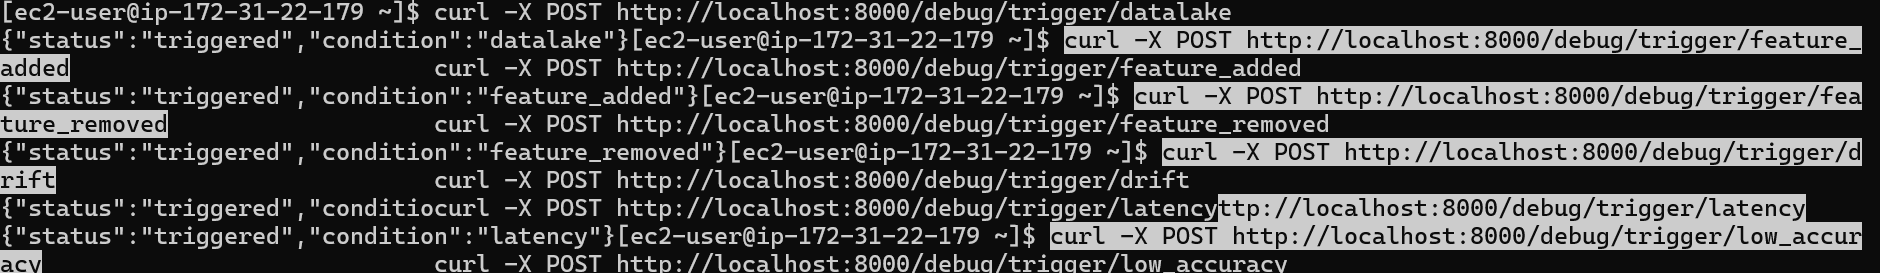 [ec2-user@ip-172-31-22-179 ~]$ curl -X POST http://localhost:8000/debug/trigger/datalake
{"status":"triggered","condition":"datalake"}[ec2-user@ip-172-31-22-179 ~]$ curl -X POST http://localhost:8000/debug/trigger/feature_
added curl -X POST http://localhost:8000/debug/trigger/feature_added
{"status":"triggered","condition":"feature_added"}[ec2-user@ip-172-31-22-179 ~]$ curl -X POST http://localhost:8000/debug/trigger/fea
ture_removed curl -X POST http://localhost:8000/debug/trigger/feature_removed
{"status":"triggered","condition":"feature_removed"}[ec2-user@ip-172-31-22-179 ~]$ curl -X POST http://localhost:8000/debug/trigger/d
rift curl -X POST http://localhost:8000/debug/trigger/drift
{"status":"triggered","conditiocurl -X POST http://localhost:8000/debug/trigger/latencyttp://localhost:8000/debug/trigger/latency
{"status":"triggered","condition":"latency"}[ec2-user@ip-172-31-22-179 ~]$ curl -X POST http://localhost:8000/debug/trigger/low_accur
acy curl -X POST http://localhost:8000/debug/trigger/low_accuracy